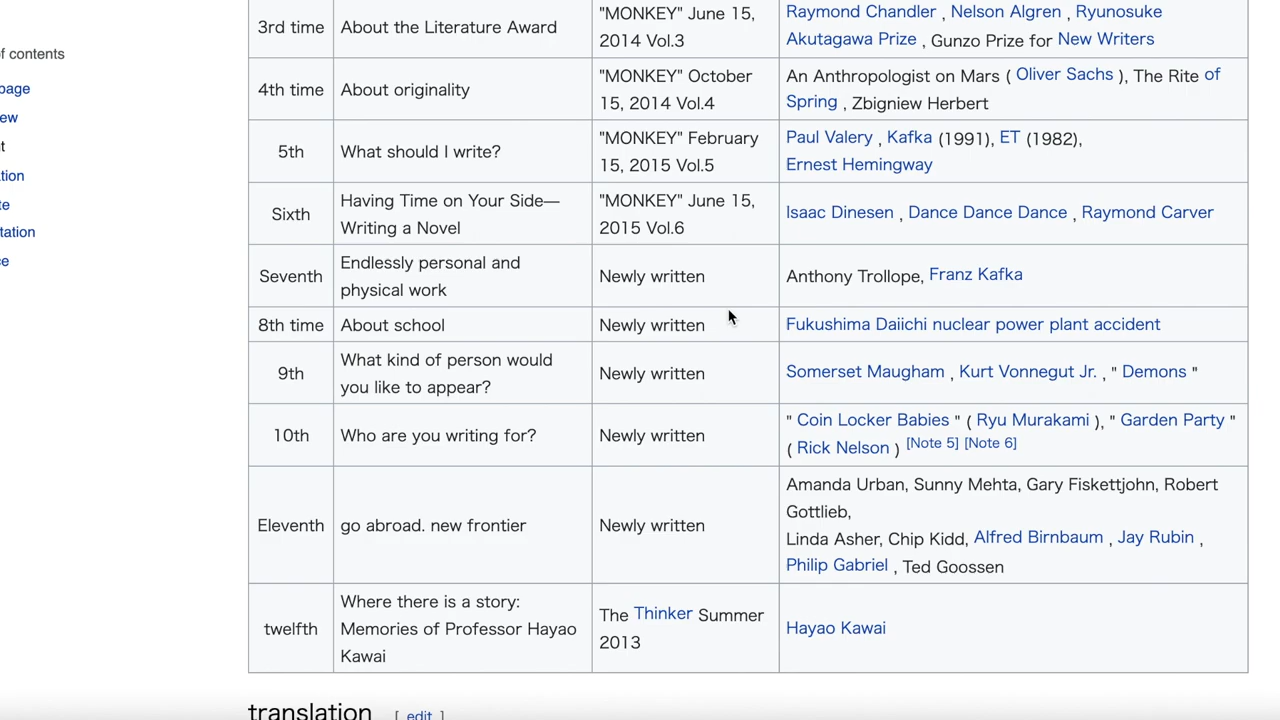 "MONKEY" June 15, Raymond Chandler , Nelson Algren , Ryunosuke
3rd time About the Literature Award
2014 Vol.3 Akutagawa Prize , Gunzo Prize for New Writers
of contents
"MONKEY" October An Anthropologist on Mars ( Oliver Sachs ), The Rite of
4th time About originality
page
15, 2014 Vol.4 Spring , Zbigniew Herbert
ew
"MONKEY" February Paul Valery , Kafka (1991), ET (1982),
t
5th What should I write?
15, 2015 Vol.5 Ernest Hemingway
tion
Having Time on Your Side— "MONKEY" June 15,
te
Sixth Isaac Dinesen , Dance Dance Dance , Raymond Carver
Writing a Novel 2015 Vol.6
tation
ce
Endlessly personal and
Seventh Newly written Anthony Trollope, Franz Kafka
physical work
8th time About school Newly written Fukushima Daiichi nuclear power plant accident
What kind of person would
9th Newly written Somerset Maugham , Kurt Vonnegut Jr. , " Demons "
you like to appear?
" Coin Locker Babies " ( Ryu Murakami ), " Garden Party "
10th Who are you writing for? Newly written
( Rick Nelson ) [Note 5] [Note 6]
Amanda Urban, Sunny Mehta, Gary Fiskettjohn, Robert
Gottlieb,
Eleventh go abroad. new frontier Newly written
Linda Asher, Chip Kidd, Alfred Birnbaum , Jay Rubin ,
Philip Gabriel , Ted Goossen
Where there is a story:
The Thinker Summer
twelfth Memories of Professor Hayao Hayao Kawai
2013
Kawai
translation [ edit ]